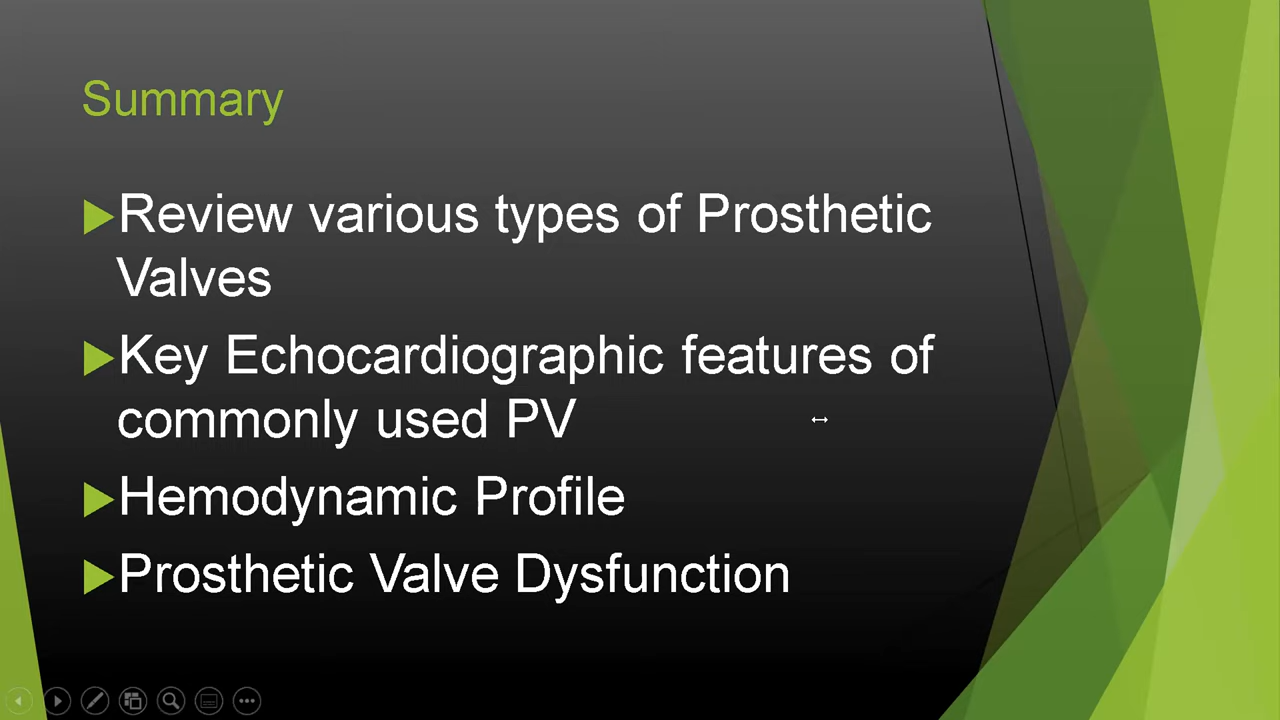 Summary
Review various types of Prosthetic
Valves
Key Echocardiographic features of
commonly used PV
Hemodynamic Profile
Prosthetic Valve Dysfunction